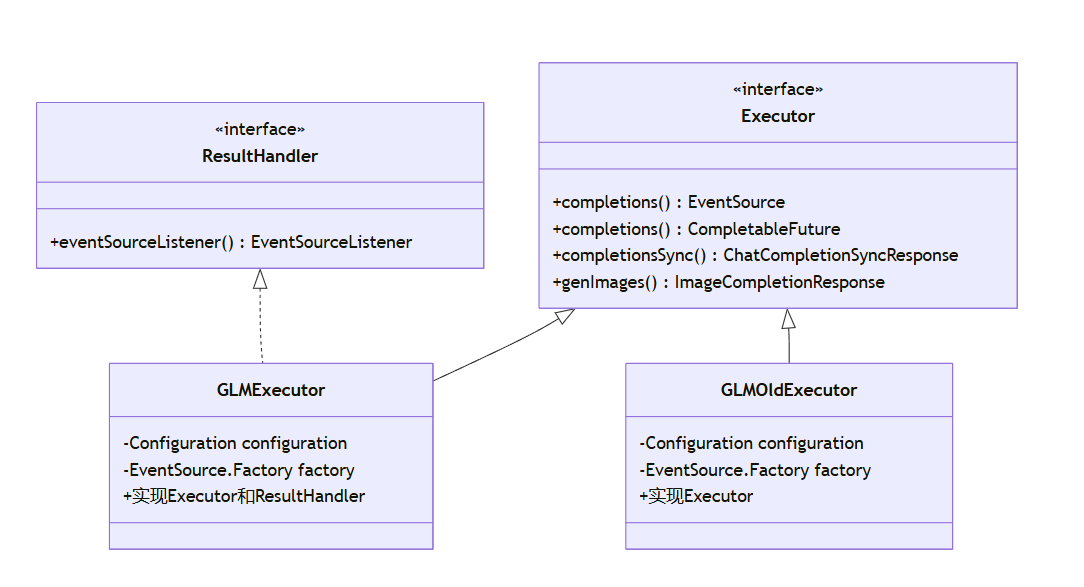 «interface»
ResultHandler
+eventSourceListener() : EventSourceListener
«interface»
Executor
+completions() : EventSource
+completions() : CompletableFuture
+completionsSync() : ChatCompletionSyncResponse
+genImages() : ImageCompletionResponse
GLMExecutor
-Configuration configuration
-EventSource.Factory factory
+实现Executor和ResultHandler
GLMOldExecutor
-Configuration configuration
-EventSource.Factory factory
+实现Executor